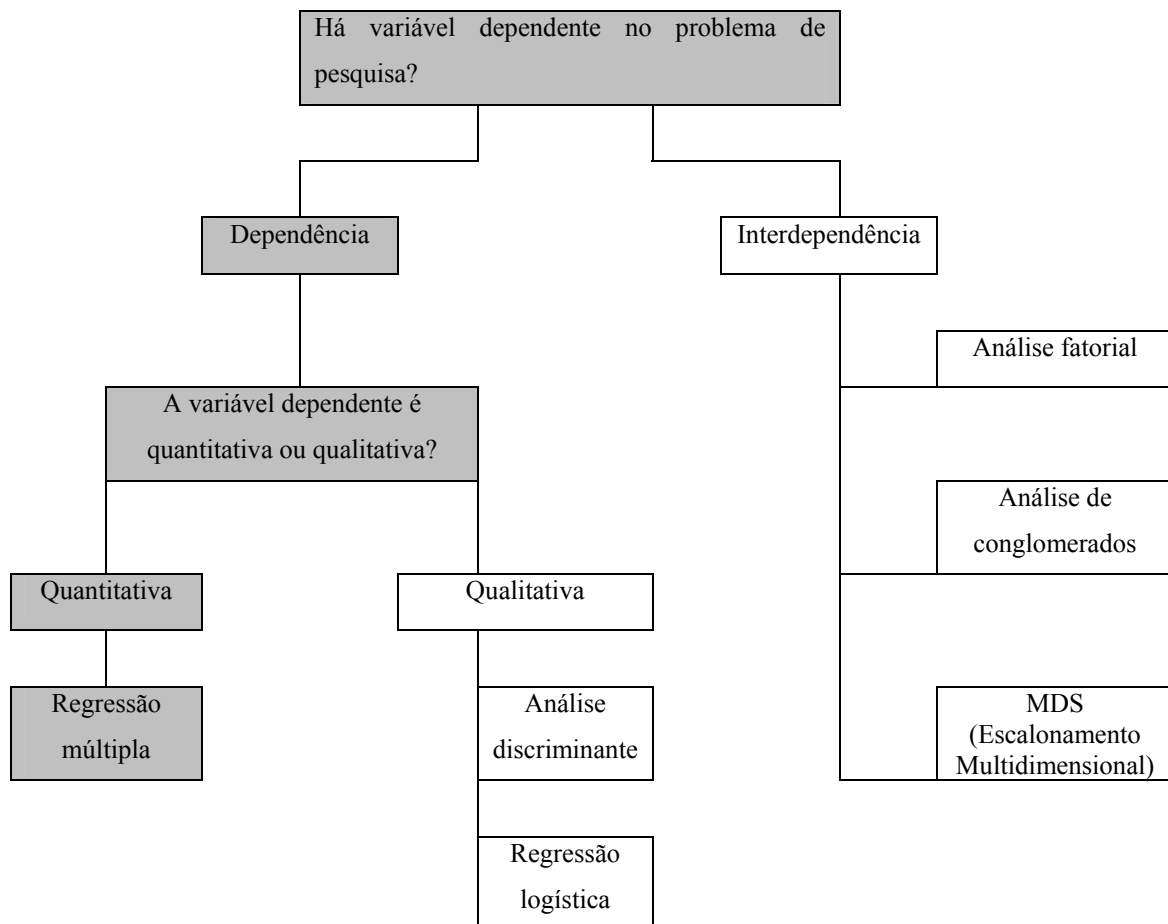 Há variável dependente no problema de
pesquisa?
Dependência
Interdependência
Análise fatorial
A variável dependente é
quantitativa ou qualitativa?
Análise de
conglomerados
Quantitativa
Qualitativa
Regressão
múltipla
Análise
discriminante
MDS
(Escalonamento
Multidimensional)
Regressão
logística